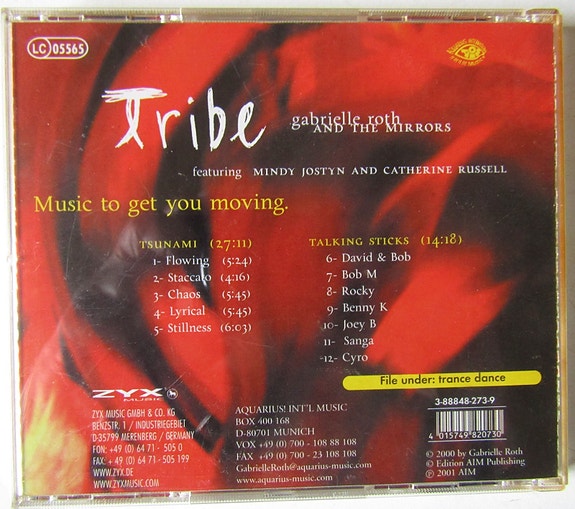 LC 05565
Tribe
gabrielle roth
AND THE MIRRORS
featuring MINDY JOSTYN AND CATHERINE RUSSELL
Music to get you moving.
TSUNAMI (27:11)
1- Flowing (5:24)
2- Staccato (4:16)
3- Chaos (5:45)
4- Lyrical (5:45)
5- Stillness (6:03)
TALKING STICKS (14:18)
6- David & Bob
7- Bob M
8- Rocky
9- Benny K
10- Joey B
11- Sanga
-12- Cyro
File under: trance dance
ZYX
MUSIC
ZYX MUSIC GMBH & CO. KG
BENZSTR. 1 / INDUSTRIEGEBIET
D-35799 MERENBERG / GERMANY
FON: +49 (0) 64 71 - 505 0
FAX: + 49 (0) 64 71 - 505 199
WWW.ZYX.DE
WWW.ZYXMUSIC.COM
AQUARIUS! INT'L MUSIC
BOX 400 168
D-80701 MUNICH
VOX +49 (0) 700 - 108 88 108
FAX +49 (0) 700 - 23 108 108
GabrielleRoth@aquarius-music.com
www.aquarius-music.com
3-88848-273-9
4 015749 820730
© 2000 by Gabrielle Roth
© Edition AIM Publishing
℗ 2001 AIM